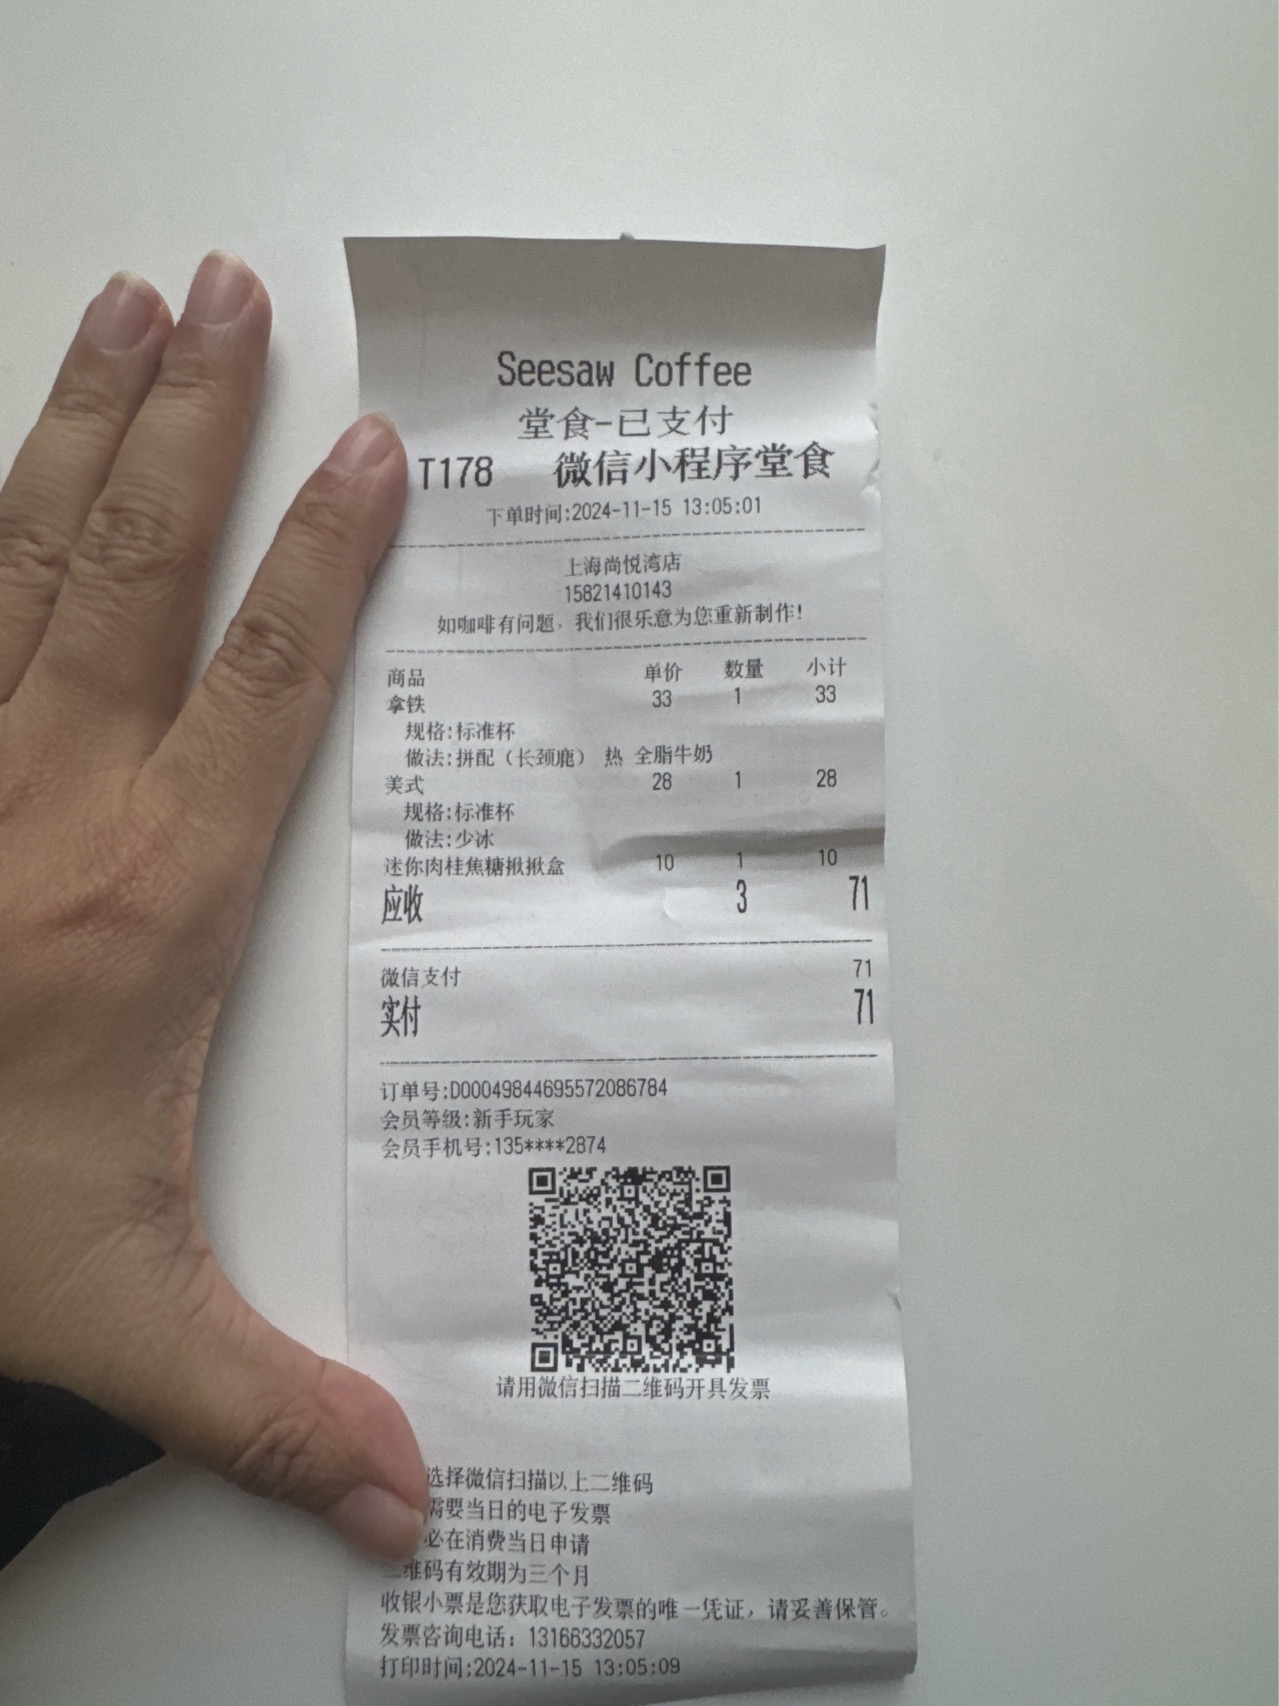 Seesaw Coffee
堂食-已支付
T178 微信小程序堂食
下单时间:2024-11-15 13:05:01
上海尚悦湾店
15821410143
如咖啡有问题，我们很乐意为您重新制作!
商品 单价 数量 小计
拿铁 33 1 33
规格:标准杯
做法:拼配（长颈鹿） 热 全脂牛奶
美式 28 1 28
规格:标准杯
做法:少冰
迷你肉桂焦糖揪揪盒 10 1 10
应收 3 71
微信支付 71
实付 71
订单号:D00049844695572086784
会员等级:新手玩家
会员手机号:135****2874
请用微信扫描二维码开具发票
选择微信扫描以上二维码
需要当日的电子发票
必在消费当日申请
二维码有效期为三个月
收银小票是您获取电子发票的唯一凭证，请妥善保管。
发票咨询电话：13166332057
打印时间:2024-11-15 13:05:09